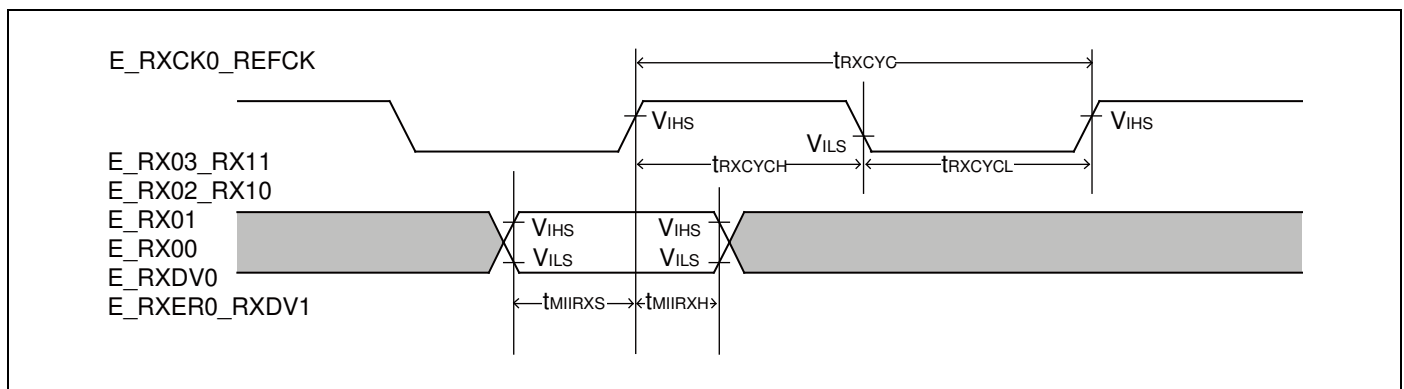 E_RXCK0_REFCK
tRXCYC
VIHS
VILS
VIHS
tRXCYCH
tRXCYCL
E_RX03_RX11
E_RX02_RX10
E_RX01
E_RX00
E_RXDV0
E_RXER0_RXDV1
VIHS
VIHS
VILS
VILS
tMIIRXS
tMIIRXH